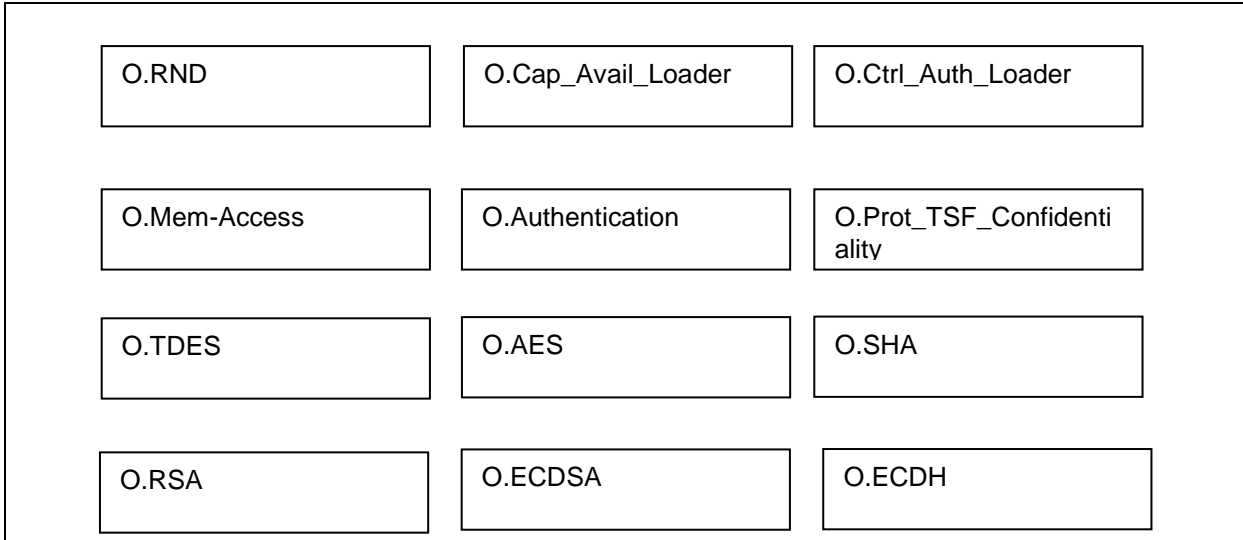 O.RND
O.Cap_Avail_Loader
O.Ctrl_Auth_Loader
O.Mem-Access
O.Authentication
O.Prot_TSF_Confidenti
ality
O.TDES
O.AES
O.SHA
O.RSA
O.ECDSA
O.ECDH